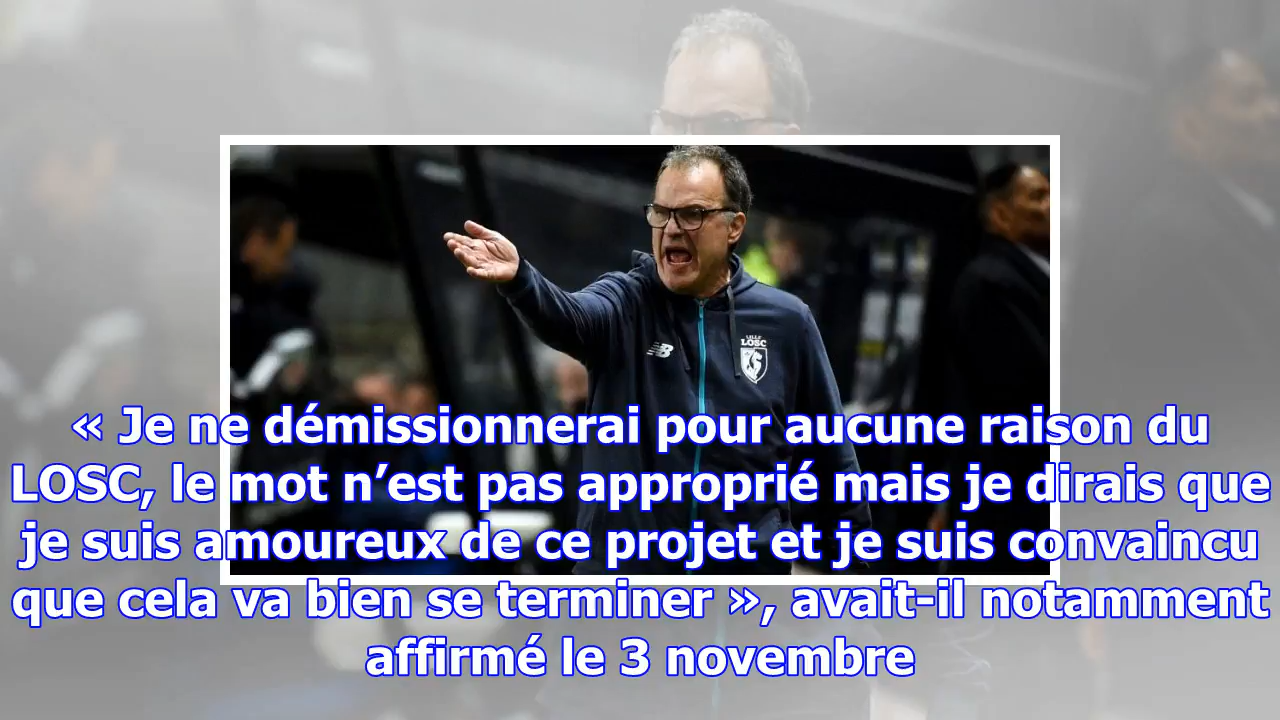 LILLE
LOSC
« Je ne démissionnerai pour aucune raison du
LOSC, le mot n’est pas approprié mais je dirais que
je suis amoureux de ce projet et je suis convaincu
que cela va bien se terminer », avait-il notamment
affirmé le 3 novembre